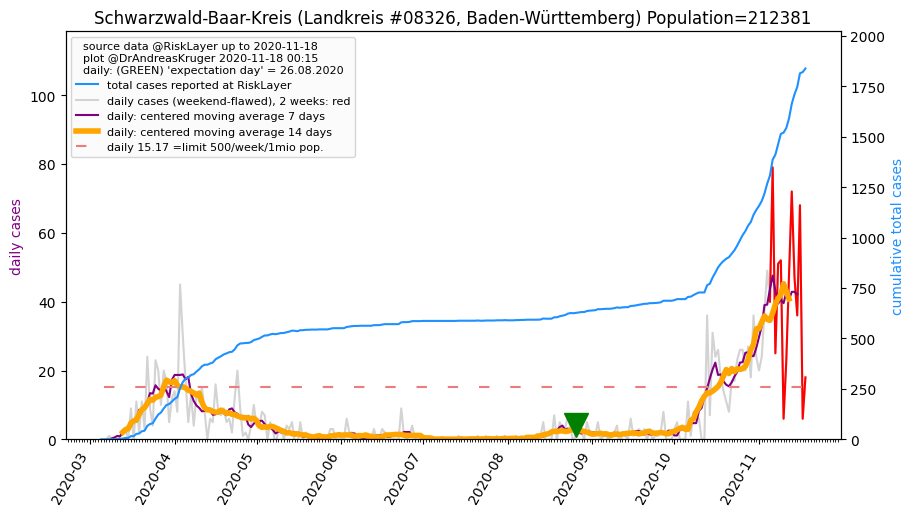 Schwarzwald-Baar-Kreis (Landkreis #08326, Baden-Württemberg) Population=212381
source data @RiskLayer up to 2020-11-18
plot @DrAndreasKruger 2020-11-18 00:15
daily: (GREEN) 'expectation day' = 26.08.2020
total cases reported at RiskLayer
daily cases (weekend-flawed), 2 weeks: red
daily: centered moving average 7 days
daily: centered moving average 14 days
daily 15.17 =limit 500/week/1mio pop.
daily cases
100
80
60
40
20
0
cumulative total cases
2000
1750
1500
1250
1000
750
500
250
0
2020-03
2020-04
2020-05
2020-06
2020-07
2020-08
2020-09
2020-10
2020-11